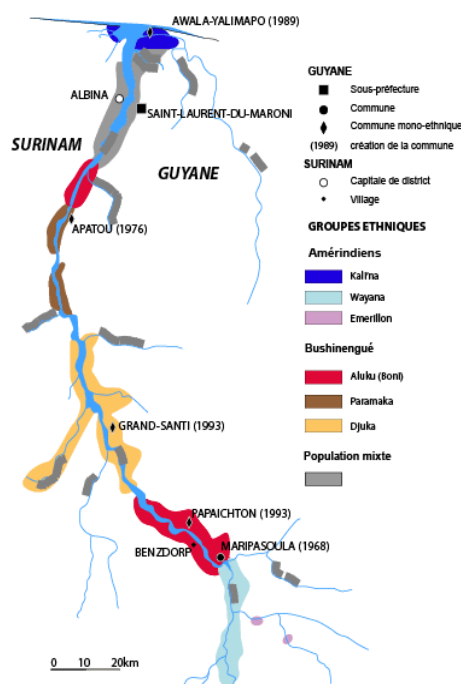 AWALA-YALIMAPO (1989)
ALBINA
SAINT-LAURENT-DU-MARONI
SURINAM
GUYANE
APATOU (1976)
GRAND-SANTI (1993)
PAPAICHTON (1993)
BENZDORP
MARIPASOULA (1968)
0 10 20km
GUYANE
Sous-préfecture
Commune
Commune mono-ethnique
(1989) création de la commune
SURINAM
Capitale de district
Village
GROUPES ETHNIQUES
Amérindiens
Kali'na
Wayana
Emerillon
Bushinengué
Aluku (Boni)
Paramaka
Djuka
Population mixte